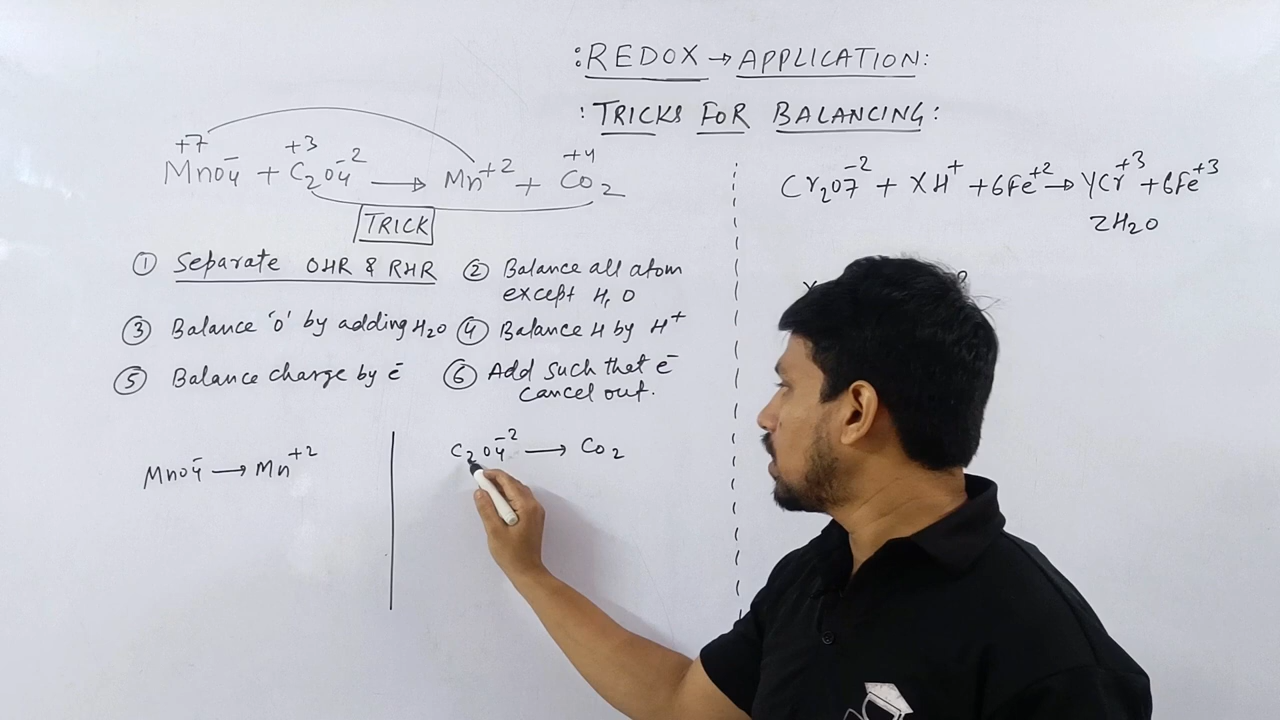 : REDOX → APPLICATION :
: TRICKS FOR BALANCING :
+7 +3 +4
MnO4⁻ + C2O4⁻² → Mn⁺² + CO2
TRICK
① Separate OHR & RHR
② Balance all atom
except H, O
③ Balance 'O' by adding H2O
④ Balance H by H⁺
⑤ Balance charge by e⁻
⑥ Add such that e⁻
cancel out.
MnO4⁻ → Mn⁺²
C2O4⁻² → CO2
Cr2O7⁻² + XH⁺ + 6Fe⁺² → YCr⁺³ + 6Fe⁺³
ZH2O